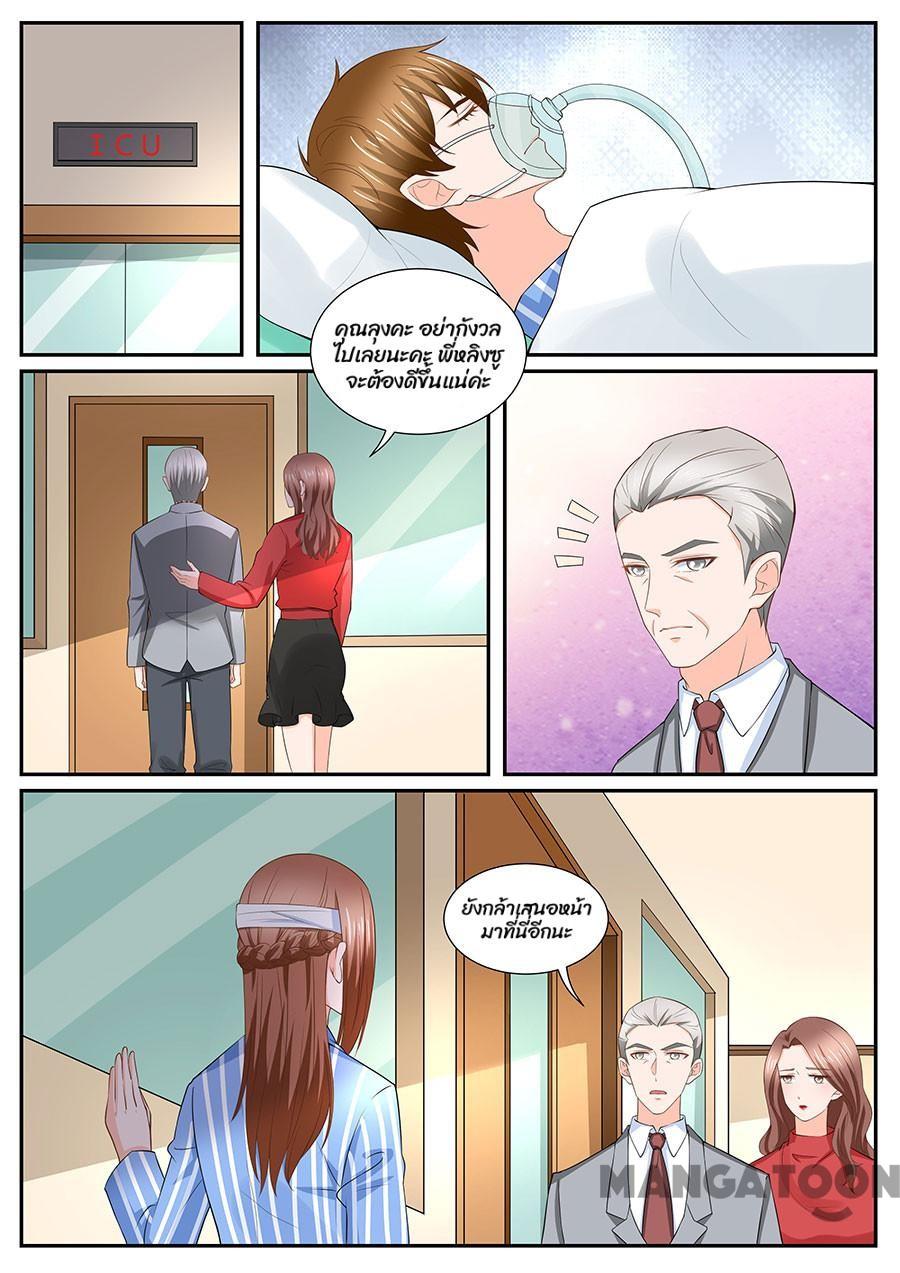 ICU
คุณลุงคะ อย่ากังวล
ไปเลยนะคะ พี่หลิงซู
จะต้องดีขึ้นแน่ค่ะ
ยังกล้าเสนอหน้า
มาที่นี่อีกนะ
MANGATOON